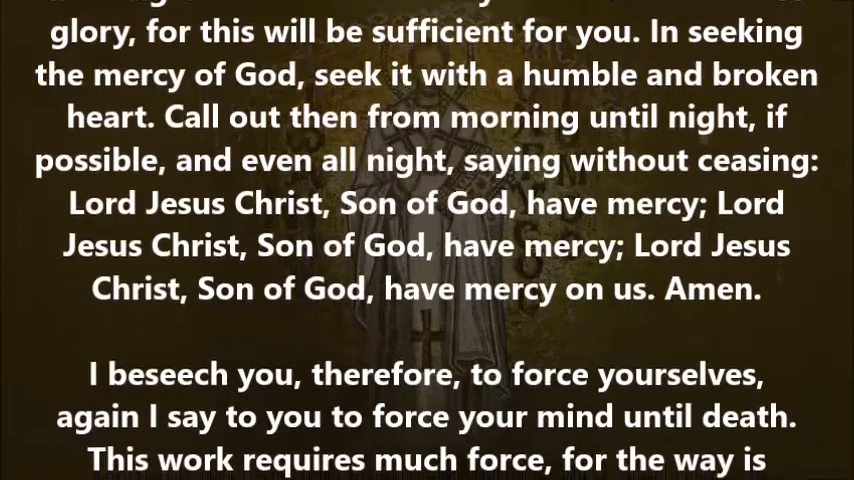 glory, for this will be sufficient for you. In seeking
the mercy of God, seek it with a humble and broken
heart. Call out then from morning until night, if
possible, and even all night, saying without ceasing:
Lord Jesus Christ, Son of God, have mercy; Lord
Jesus Christ, Son of God, have mercy; Lord Jesus
Christ, Son of God, have mercy on us. Amen.
I beseech you, therefore, to force yourselves,
again I say to you to force your mind until death.
This work requires much force, for the way is